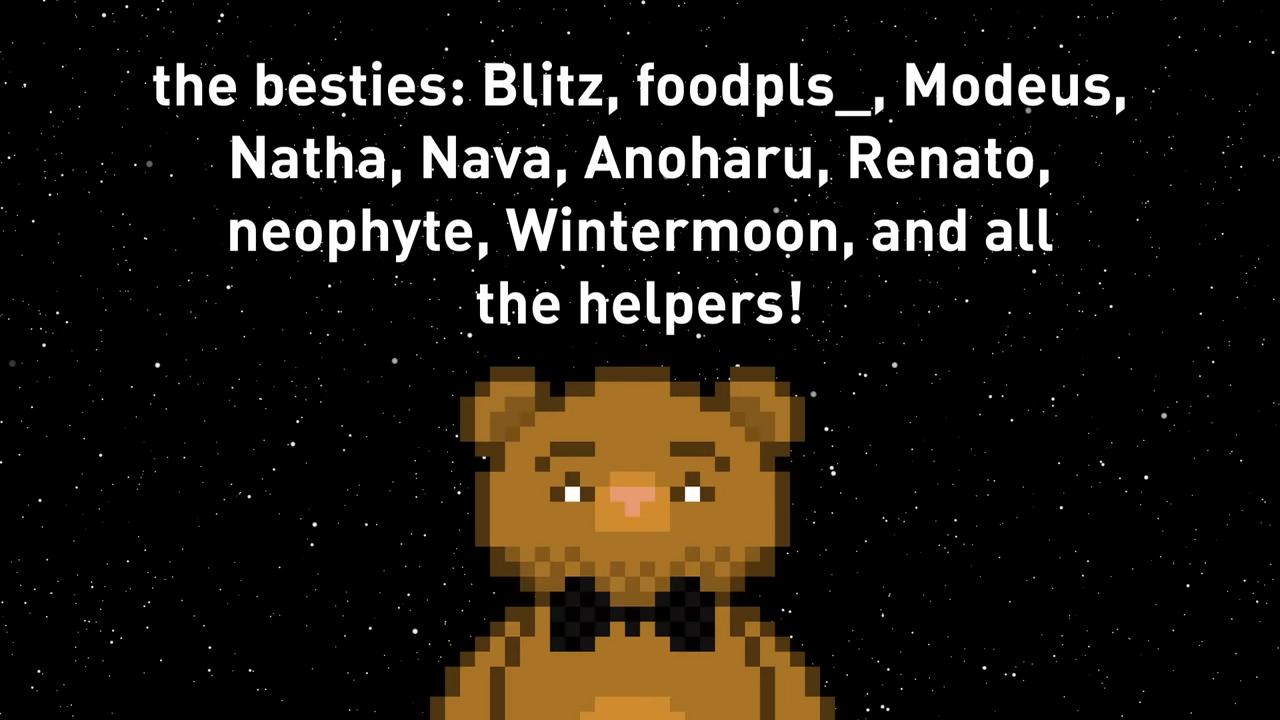 the besties: Blitz, foodpls_, Modeus,
Natha, Nava, Anoharu, Renato,
neophyte, Wintermoon, and all
the helpers!